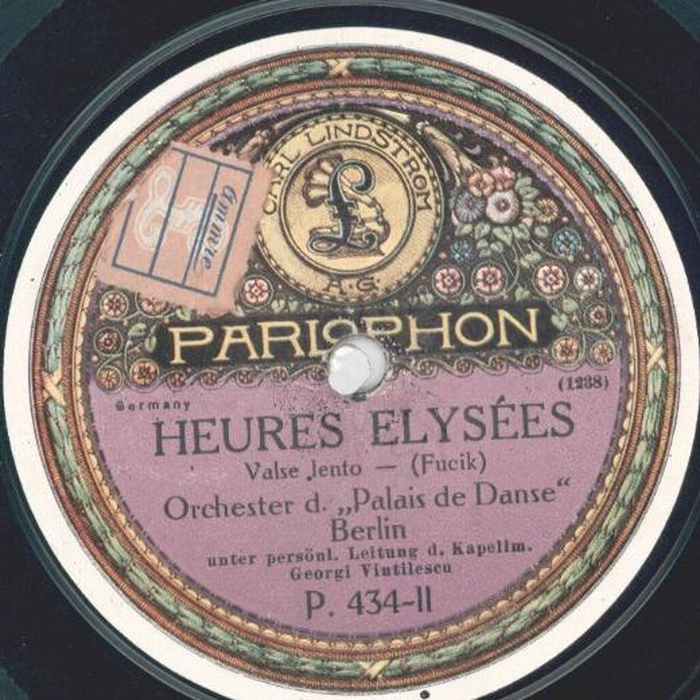 CARL LINDSTRÖM
£
A.G.
PARLOPHON
(1288)
Germany
HEURES ELYSÉES
Valse lento — (Fucik)
Orchester d. „Palais de Danse“
Berlin
unter persönl. Leitung d. Kapellm.
Georgi Vintilescu
P. 434-II